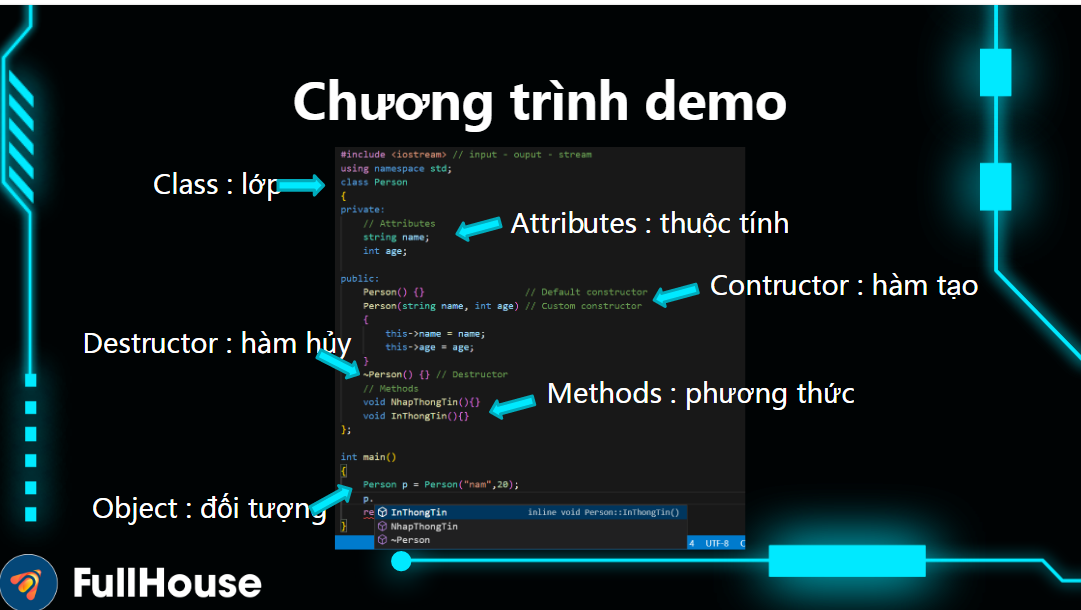 Chương trình demo
#include <iostream> // input - ouput - stream
using namespace std;
Class : lớp
class Person
{
private:
// Attributes
Attributes : thuộc tính
string name;
int age;
public:
Person() {} // Default constructor
Contructor : hàm tạo
Person(string name, int age) // Custom constructor
{
this->name = name;
Destructor : hàm hủy
this->age = age;
}
~Person() {} // Destructor
// Methods
Methods : phương thức
void NhapThongTin(){}
void InThongTin(){}
};
int main()
{
Person p = Person("nam",20);
Object : đối tượng
p.
re
InThongTin inline void Person::InThongTin()
NhapThongTin
~Person
}
4 UTF-8 C
FullHouse